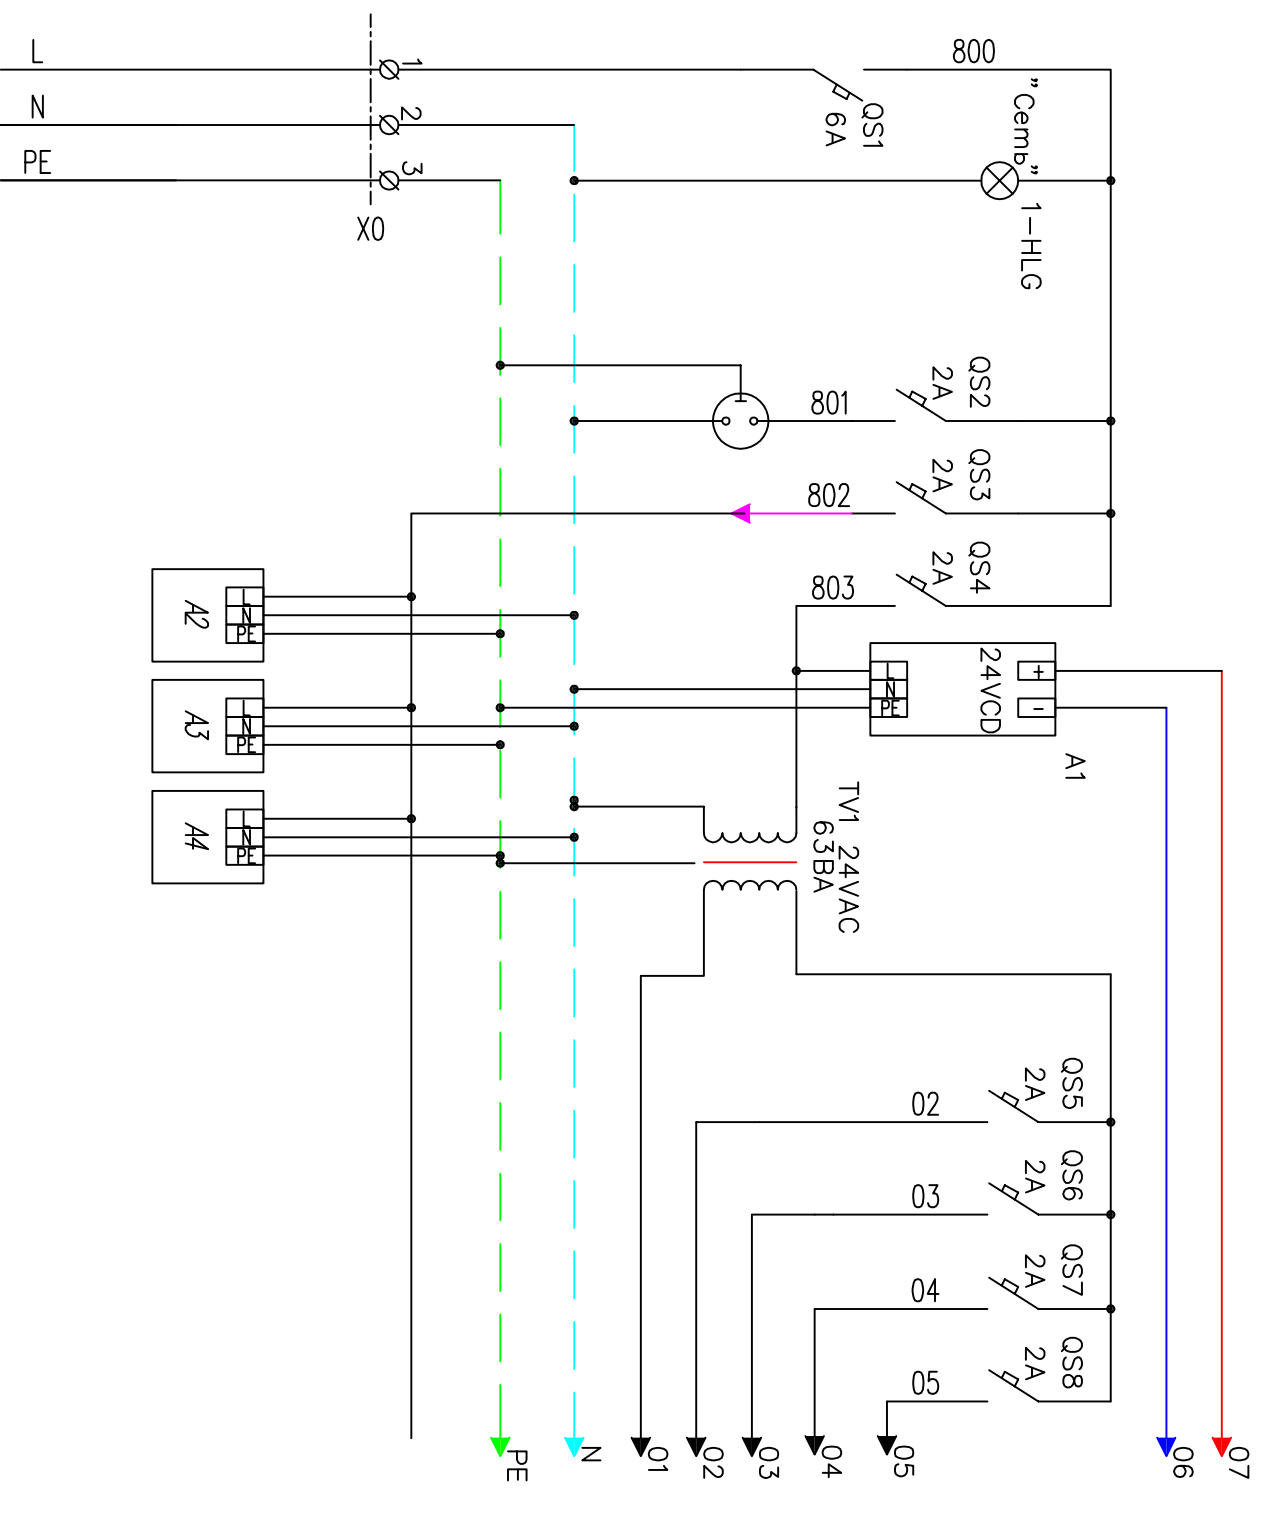 L
N
PE
1
2
3
X0
800
QS1
6A
"Cemb"
1-HLG
QS2
2A
801
QS3
2A
802
QS4
2A
803
24VCD
+
-
L
N
PE
A1
A2
L
N
PE
A3
L
N
PE
A4
L
N
PE
TV1 24VAC
63BA
QS5
2A
02
QS6
2A
03
QS7
2A
04
QS8
2A
05
PE
N
01
02
03
04
05
06
07